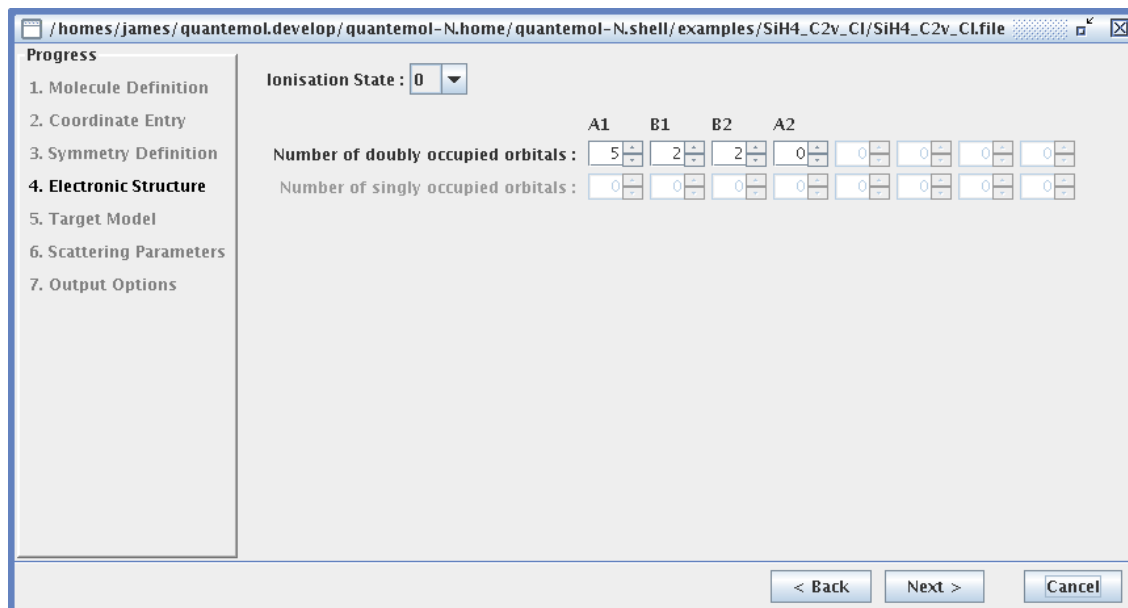 /homes/james/quantemol.develop/quantemol-N.home/quantemol-N.shell/examples/SiH4_C2v_CI/SiH4_C2v_CI.file
Progress
1. Molecule Definition
2. Coordinate Entry
3. Symmetry Definition
4. Electronic Structure
5. Target Model
6. Scattering Parameters
7. Output Options
Ionisation State : 0
A1 B1 B2 A2
Number of doubly occupied orbitals : 5 2 2 0 0 0 0 0
Number of singly occupied orbitals : 0 0 0 0 0 0 0 0
< Back Next > Cancel